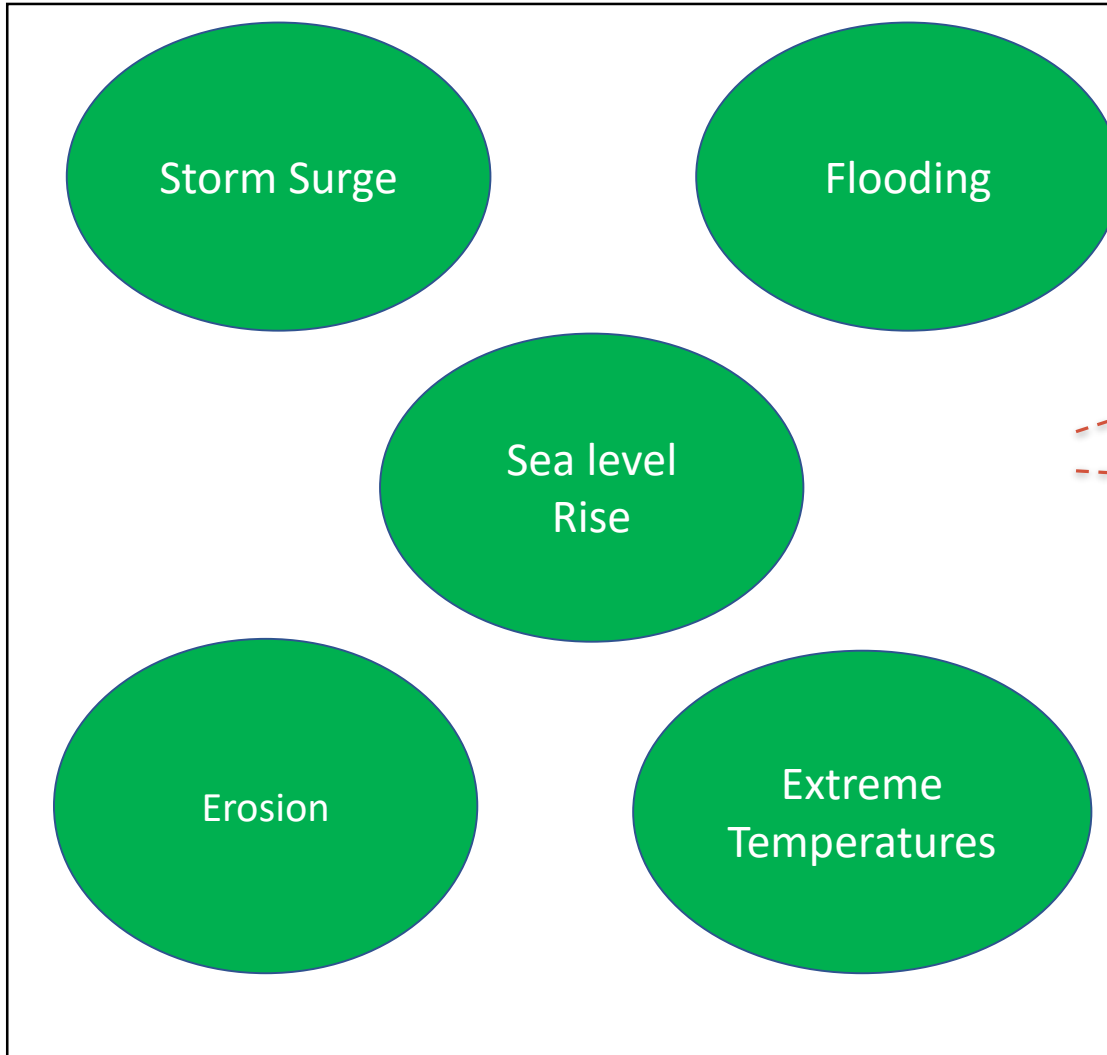 Storm Surge
Flooding
Sea level
Rise
Erosion
Extreme
Temperatures